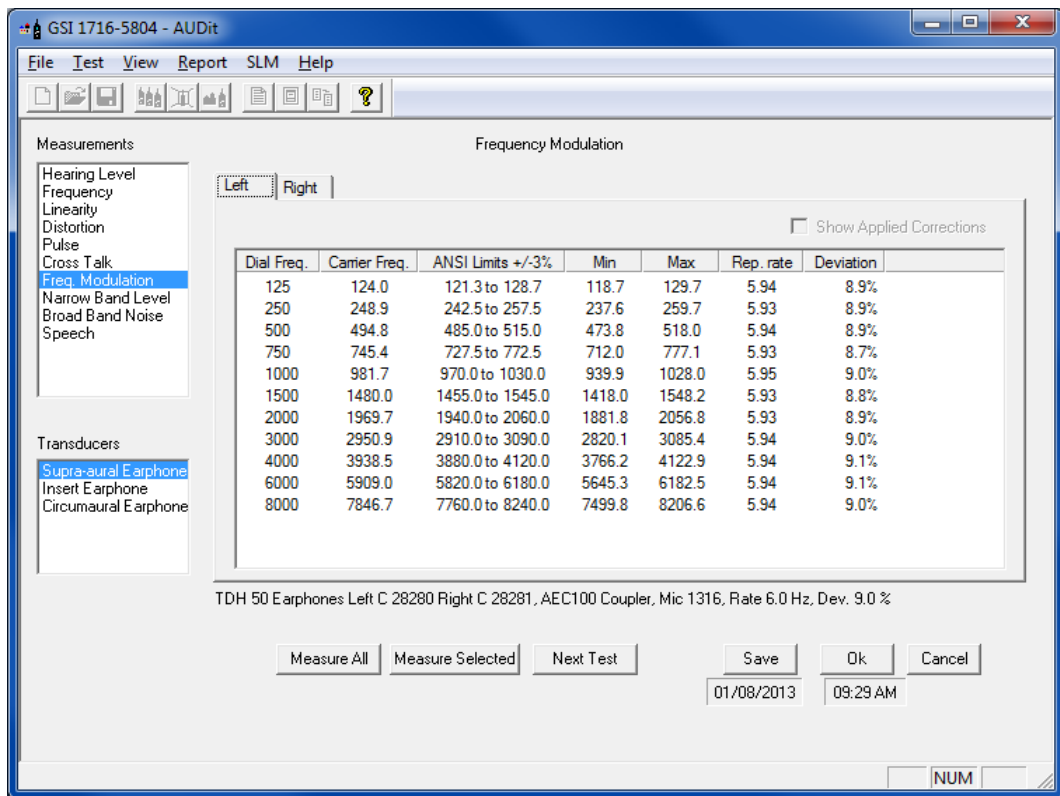 GSI 1716-5804 - AUDit
File Test View Report SLM Help
Measurements
Frequency Modulation
Hearing Level
Frequency
Linearity
Distortion
Pulse
Cross Talk
Freq. Modulation
Narrow Band Level
Broad Band Noise
Speech
Left Right
Show Applied Corrections
Dial Freq. Carrier Freq. ANSI Limits +/-3% Min Max Rep. rate Deviation
125 124.0 121.3 to 128.7 118.7 129.7 5.94 8.9%
250 248.9 242.5 to 257.5 237.6 259.7 5.93 8.9%
500 494.8 485.0 to 515.0 473.8 518.0 5.94 8.9%
750 745.4 727.5 to 772.5 712.0 777.1 5.93 8.7%
1000 981.7 970.0 to 1030.0 939.9 1028.0 5.95 9.0%
1500 1480.0 1455.0 to 1545.0 1418.0 1548.2 5.93 8.8%
2000 1969.7 1940.0 to 2060.0 1881.8 2056.8 5.93 8.9%
3000 2950.9 2910.0 to 3090.0 2820.1 3085.4 5.94 9.0%
4000 3938.5 3880.0 to 4120.0 3766.2 4122.9 5.94 9.1%
6000 5909.0 5820.0 to 6180.0 5645.3 6182.5 5.94 9.1%
8000 7846.7 7760.0 to 8240.0 7499.8 8206.6 5.94 9.0%
Transducers
Supra-aural Earphone
Insert Earphone
Circumaural Earphone
TDH 50 Earphones Left C 28280 Right C 28281, AEC100 Coupler, Mic 1316, Rate 6.0 Hz, Dev. 9.0 %
Measure All Measure Selected Next Test Save Ok Cancel
01/08/2013 09:29 AM
NUM